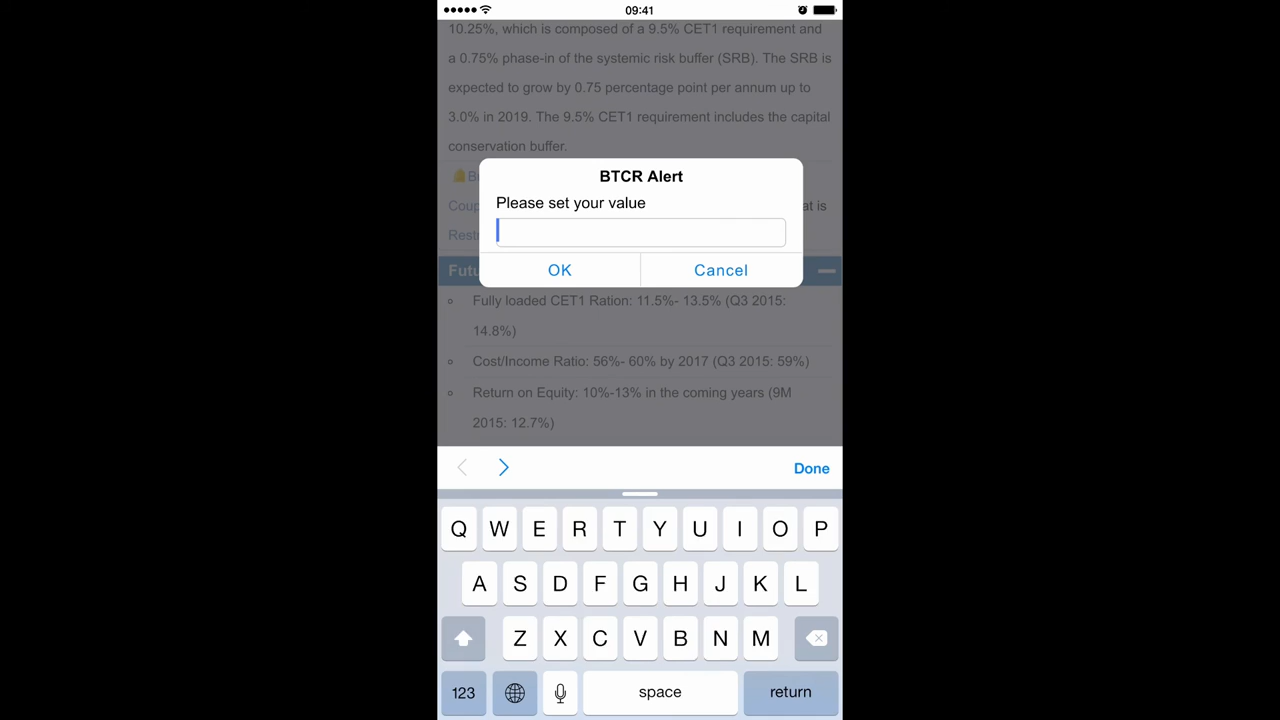 09:41
10.25%, which is composed of a 9.5% CET1 requirement and
a 0.75% phase-in of the systemic risk buffer (SRB). The SRB is
expected to grow by 0.75 percentage point per annum up to
3.0% in 2019. The 9.5% CET1 requirement includes the capital
conservation buffer.
BTCR Alert
Please set your value
Coup
at is
Restr
OK
Cancel
Futu
Fully loaded CET1 Ration: 11.5%- 13.5% (Q3 2015:
14.8%)
Cost/Income Ratio: 56%- 60% by 2017 (Q3 2015: 59%)
Return on Equity: 10%-13% in the coming years (9M
2015: 12.7%)
Done
Q W E R T Y U I O P
A S D F G H J K L
Z X C V B N M
123
space
return